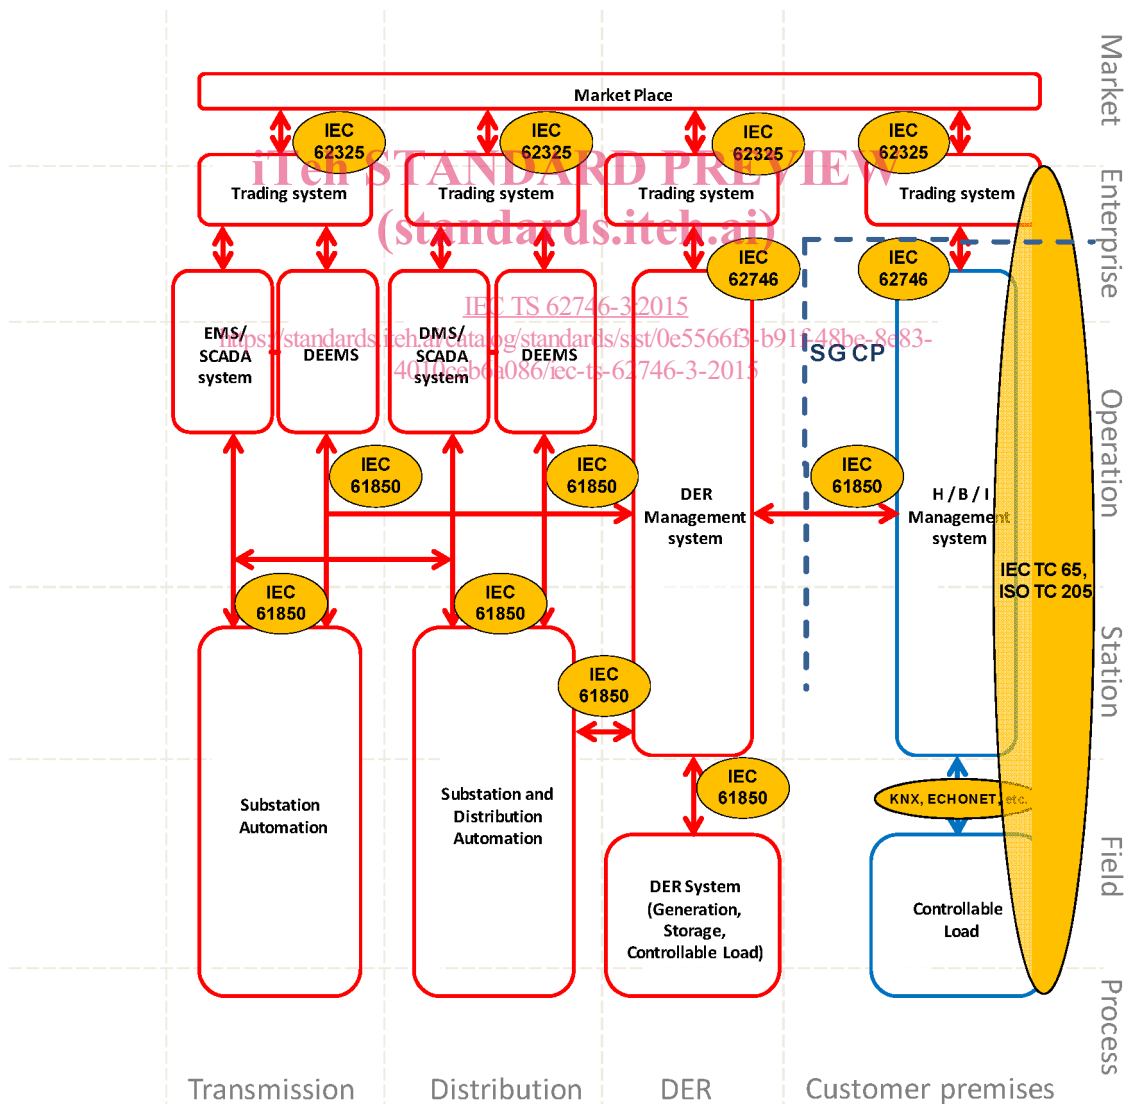 Market
Market Place
IEC
62325
IEC
62325
IEC
62325
IEC
62325
iTeh STANDARD PREVIEW
Trading system
Trading system
Trading system
Trading system
Enterprise
(standards.iteh.ai)
IEC
62746
IEC
62746
IEC TS 62746-3:2015
https://standards.iteh.ai/catalog/standards/sist/0e5566f3-b91f-48be-8e83-
4010ceb6a086/iec-ts-62746-3-2015
EMS/
SCADA
system
DEEMS
DMS/
SCADA
system
DEEMS
SG CP
Operation
IEC
61850
IEC
61850
IEC
61850
DER
Management
system
H / B / I
Management
system
IEC TC 65,
ISO TC 205
IEC
61850
IEC
61850
Station
IEC
61850
IEC
61850
KNX, ECHONET, etc.
Substation
Automation
Substation and
Distribution
Automation
Field
DER System
(Generation,
Storage,
Controllable Load)
Controllable
Load
Process
Transmission
Distribution
DER
Customer premises